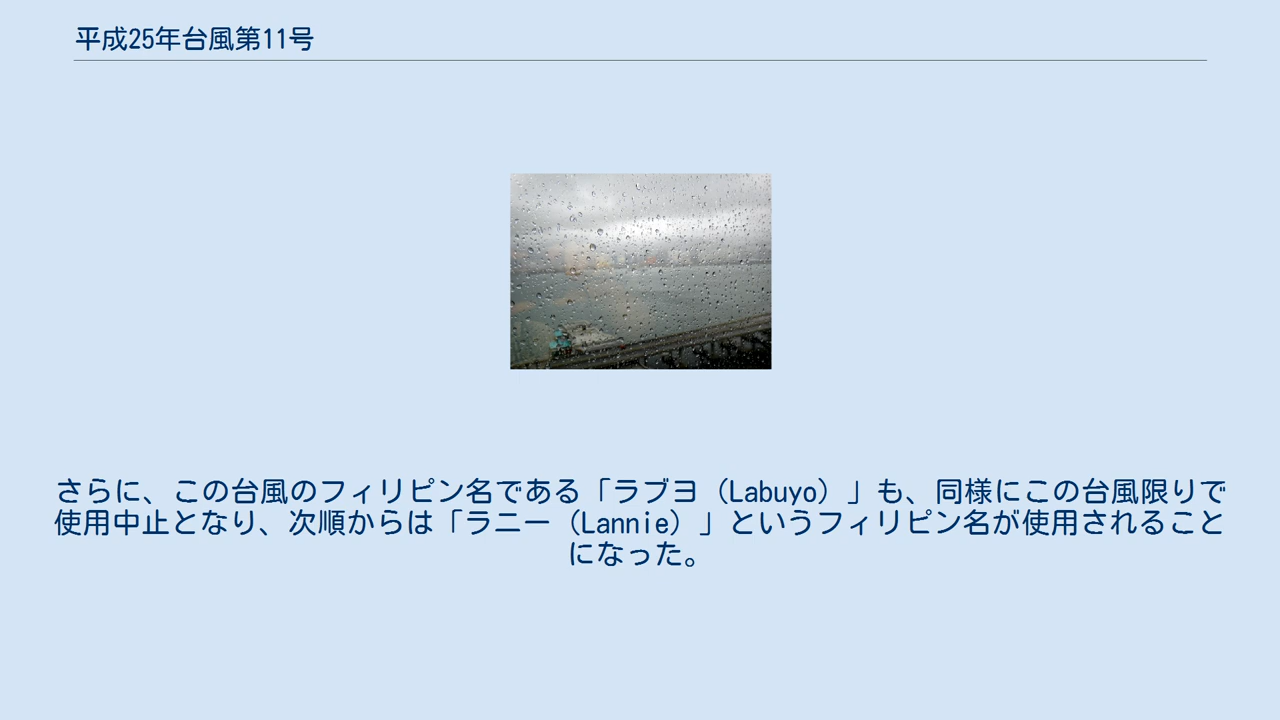 平成25年台風第11号
さらに、この台風のフィリピン名である「ラブヨ（Labuyo）」も、同様にこの台風限りで
使用中止となり、次順からは「ラニー（Lannie）」というフィリピン名が使用されること
になった。